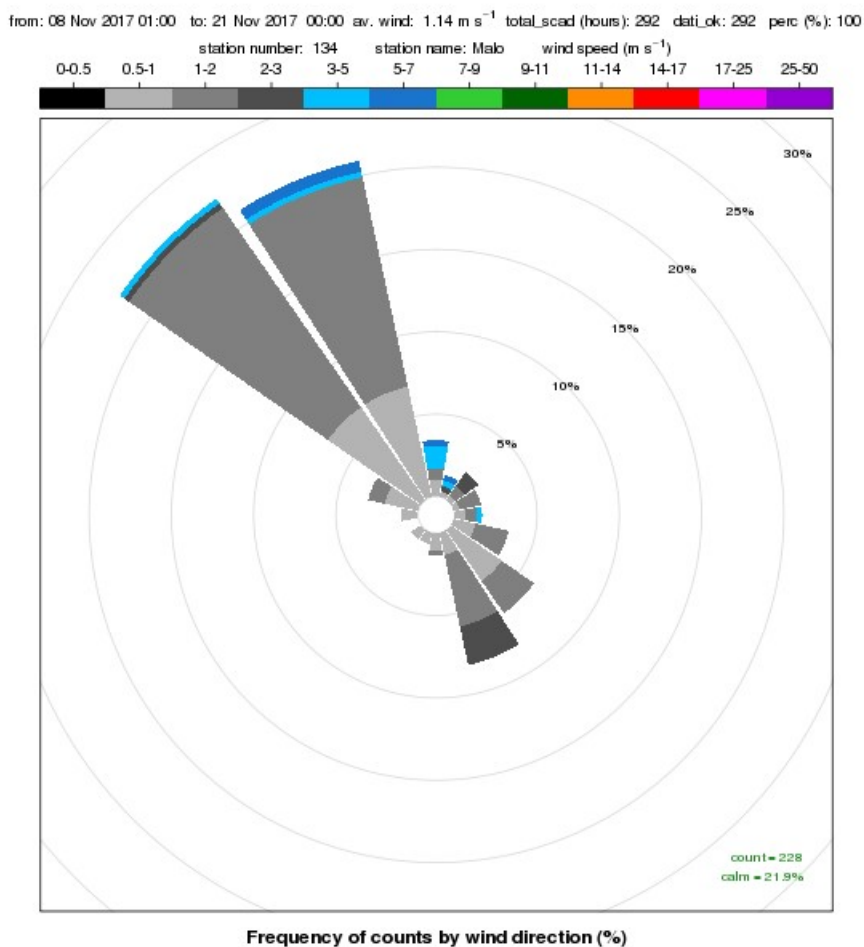 from: 08 Nov 2017 01:00 to: 21 Nov 2017 00:00 av. wind: 1.14 m s⁻¹ total_scad (hours): 292 dati_ok: 292 perc (%): 100
station number: 134 station name: Malo wind speed (m s⁻¹)
0-0.5 0.5-1 1-2 2-3 3-5 5-7 7-9 9-11 11-14 14-17 17-25 25-50
30%
25%
20%
15%
10%
5%
count = 228
calm = 21.9%
Frequency of counts by wind direction (%)